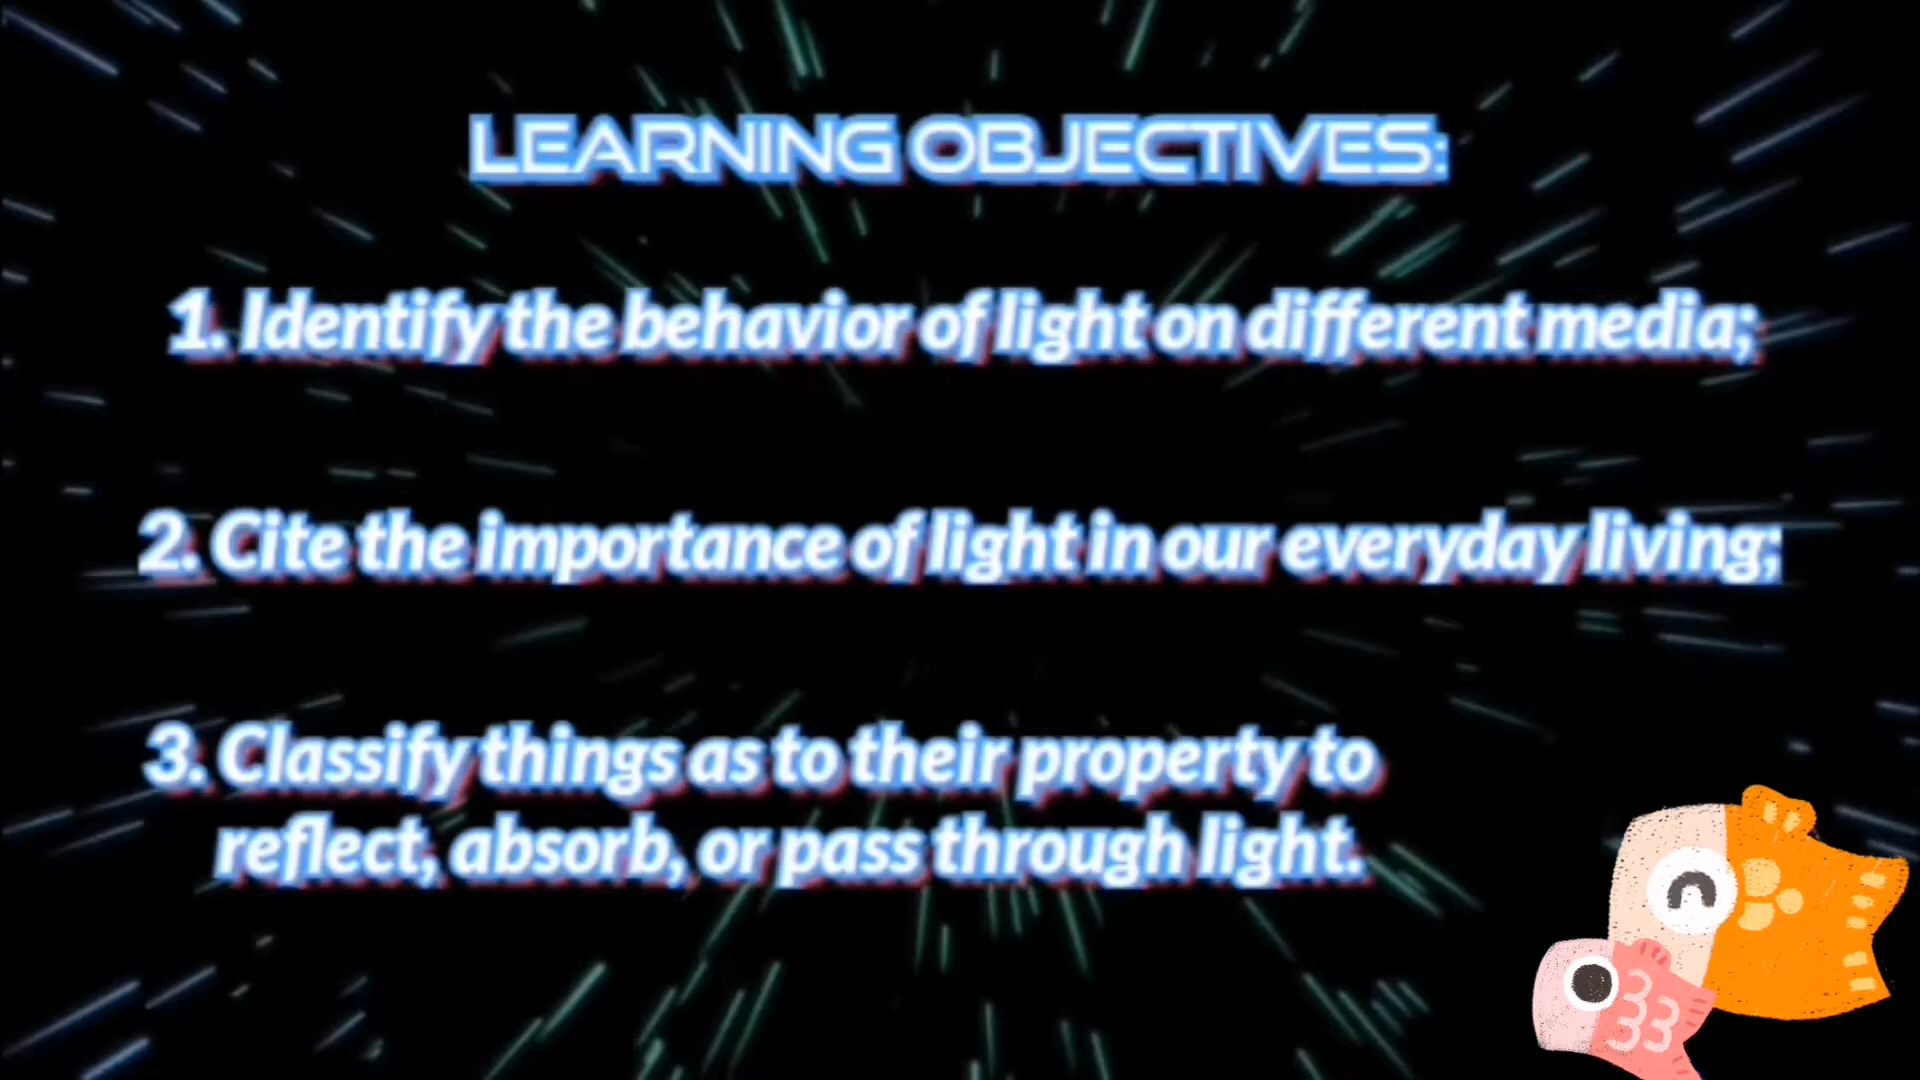 LEARNING OBJECTIVES:
1. Identify the behavior of light on different media;
2. Cite the importance of light in our everyday living;
3. Classify things as to their property to
reflect, absorb, or pass through light.